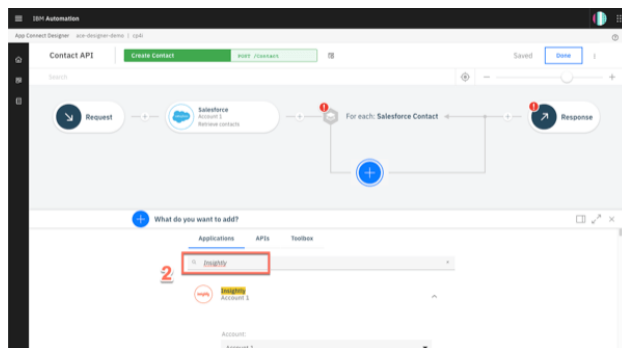 IBM Automation
App Connect Designer ace-designer-demo | cp4i
Contact API
Create Contact
POST /Contact
Saved
Done
Search
Request
Salesforce
Account 1
Retrieve contacts
For each: Salesforce Contact
Response
What do you want to add?
Applications APIs Toolbox
Insightly
2
Insightly
Account 1
Account:
Account 1